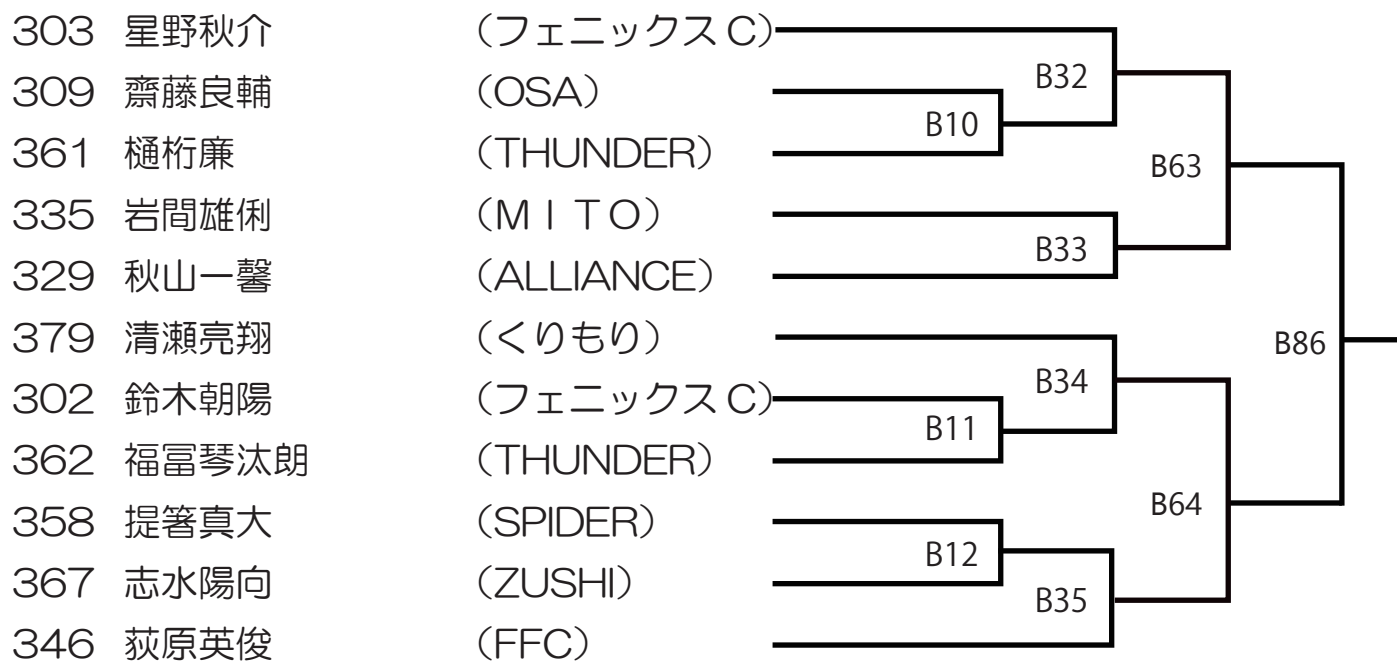 303 星野秋介 (フェニックスC)
B32
309 齋藤良輔 (OSA)
B10
361 樋桁廉 (THUNDER)
B63
335 岩間雄俐 (MITO)
B33
329 秋山一馨 (ALLIANCE)
379 清瀬亮翔 (くりもり)
B86
B34
302 鈴木朝陽 (フェニックスC)
B11
362 福冨琴汰朗 (THUNDER)
B64
358 提箸真大 (SPIDER)
B12
367 志水陽向 (ZUSHI)
B35
346 荻原英俊 (FFC)